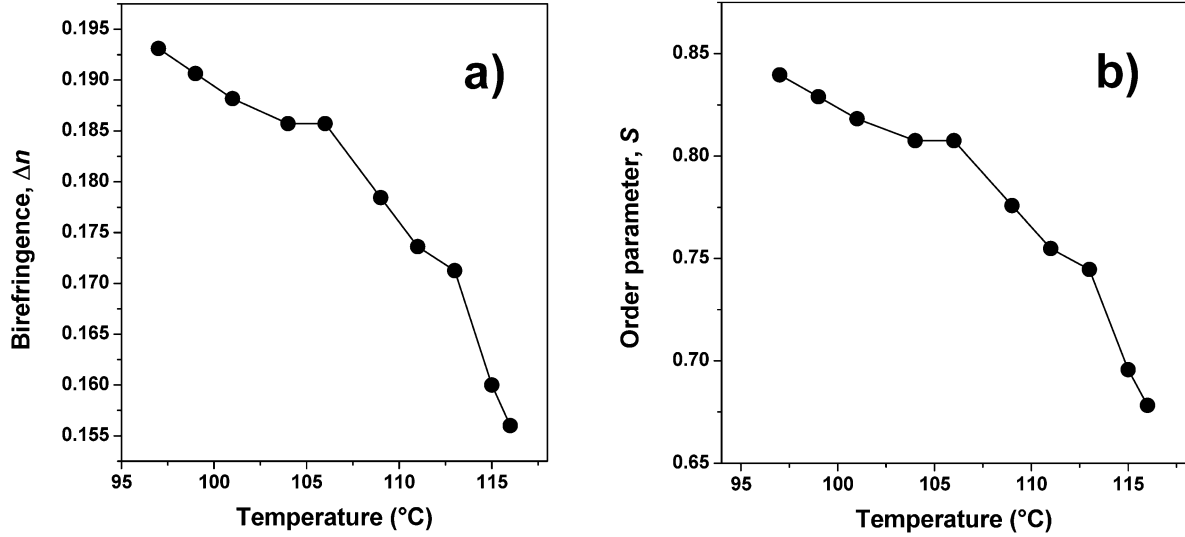 a)
0.195
0.190
0.185
0.180
0.175
0.170
0.165
0.160
0.155
Birefringence, Δn
95 100 105 110 115
Temperature (°C)
b)
0.85
0.80
0.75
0.70
0.65
Order parameter, S
95 100 105 110 115
Temperature (°C)